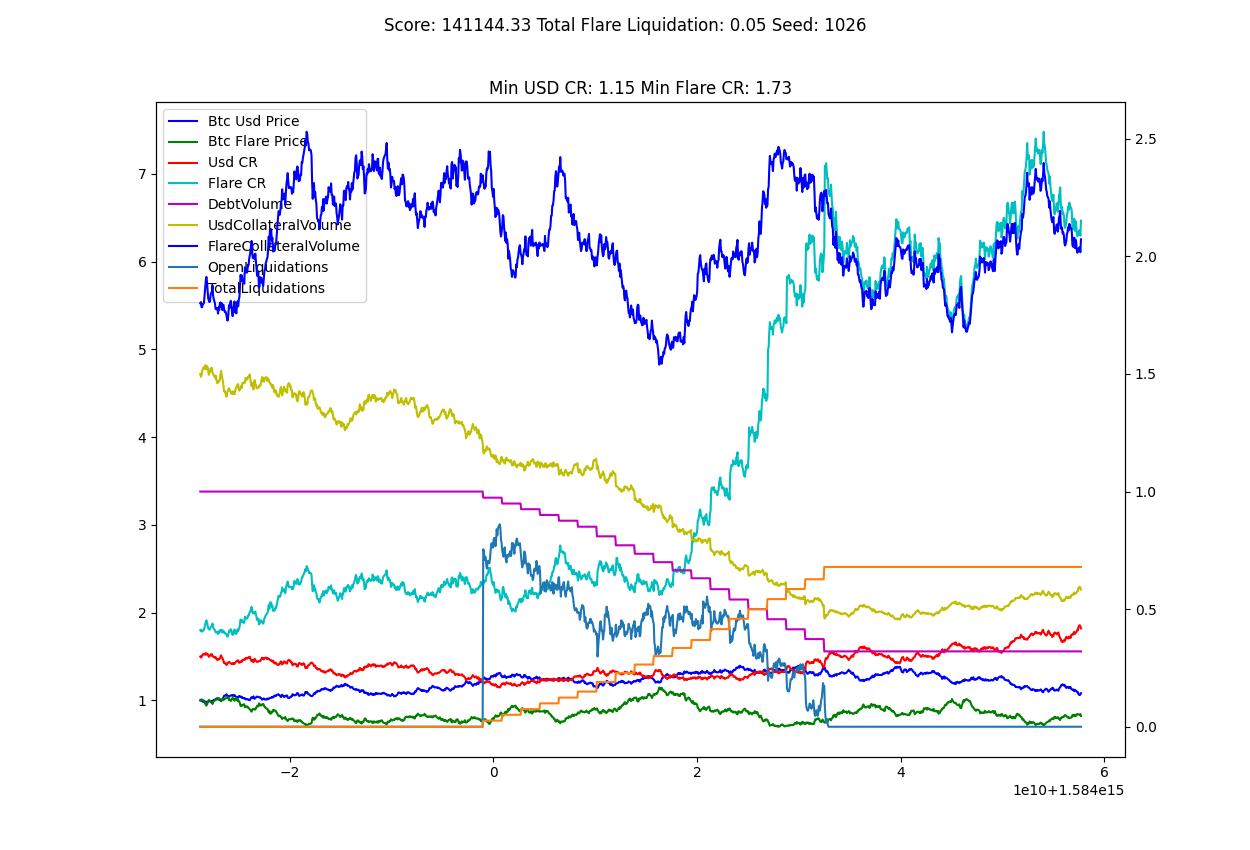 Score: 141144.33 Total Flare Liquidation: 0.05 Seed: 1026
Min USD CR: 1.15 Min Flare CR: 1.73
Btc Usd Price
Btc Flare Price
Usd CR
Flare CR
DebtVolume
UsdCollateralVolume
FlareCollateralVolume
OpenLiquidations
TotalLiquidations
7
6
5
4
3
2
1
2.5
2.0
1.5
1.0
0.5
0.0
−2
0
2
4
6
1e10+1.584e15